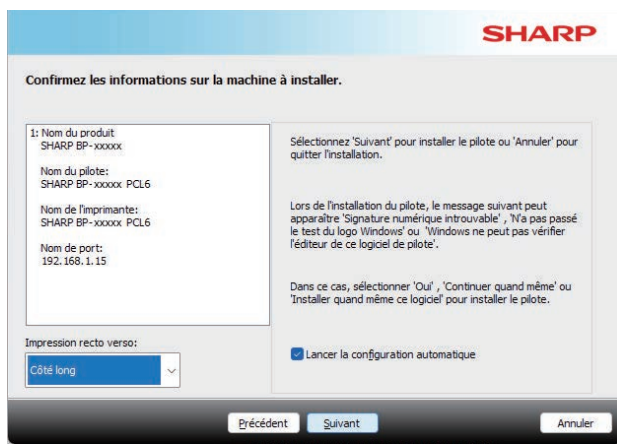 SHARP
Confirmez les informations sur la machine à installer.
1: Nom du produit
SHARP BP-xxxxx
Nom du pilote:
SHARP BP-xxxxx PCL6
Nom de l'imprimante:
SHARP BP-xxxxx PCL6
Nom de port:
192.168.1.15
Impression recto verso:
Côté long
Sélectionnez 'Suivant' pour installer le pilote ou 'Annuler' pour
quitter l'installation.
Lors de l'installation du pilote, le message suivant peut
apparaître 'Signature numérique introuvable' , 'N'a pas passé
le test du logo Windows' ou 'Windows ne peut pas vérifier
l'éditeur de ce logiciel de pilote'.
Dans ce cas, sélectionner 'Oui' , 'Continuer quand même' ou
'Installer quand même ce logiciel' pour installer le pilote.
Lancer la configuration automatique
Précédent
Suivant
Annuler